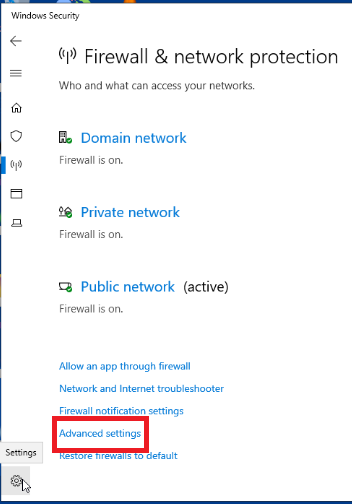 Windows Security
Firewall & network protection
Who and what can access your networks.
Domain network
Firewall is on.
Private network
Firewall is on.
Public network (active)
Firewall is on.
Allow an app through firewall
Network and Internet troubleshooter
Firewall notification settings
Advanced settings
Settings
Restore firewalls to default